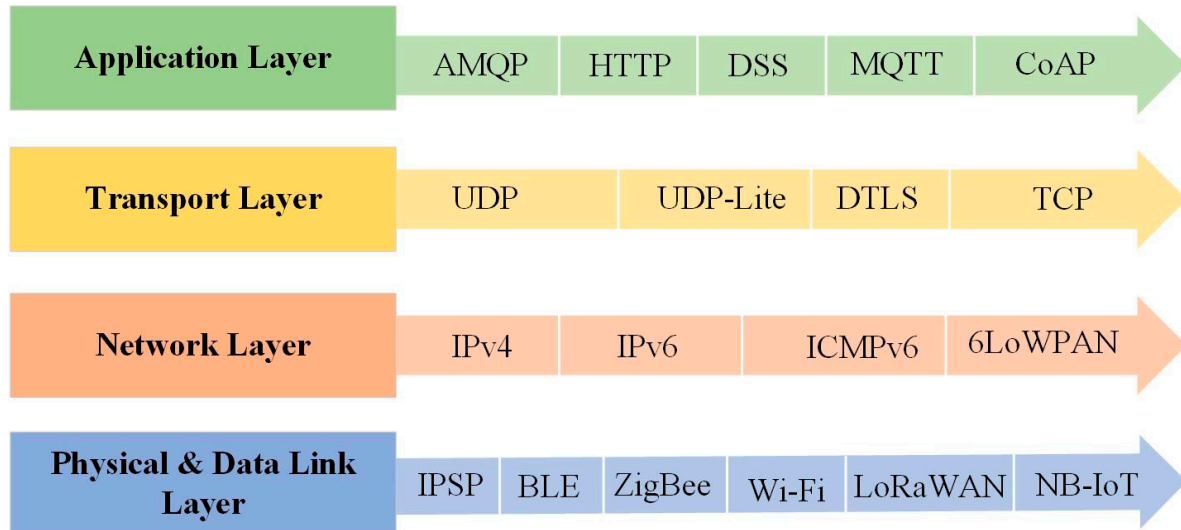 Application Layer
AMQP HTTP DSS MQTT CoAP
Transport Layer
UDP UDP-Lite DTLS TCP
Network Layer
IPv4 IPv6 ICMPv6 6LoWPAN
Physical & Data Link
Layer
IPSP BLE ZigBee Wi-Fi LoRaWAN NB-IoT